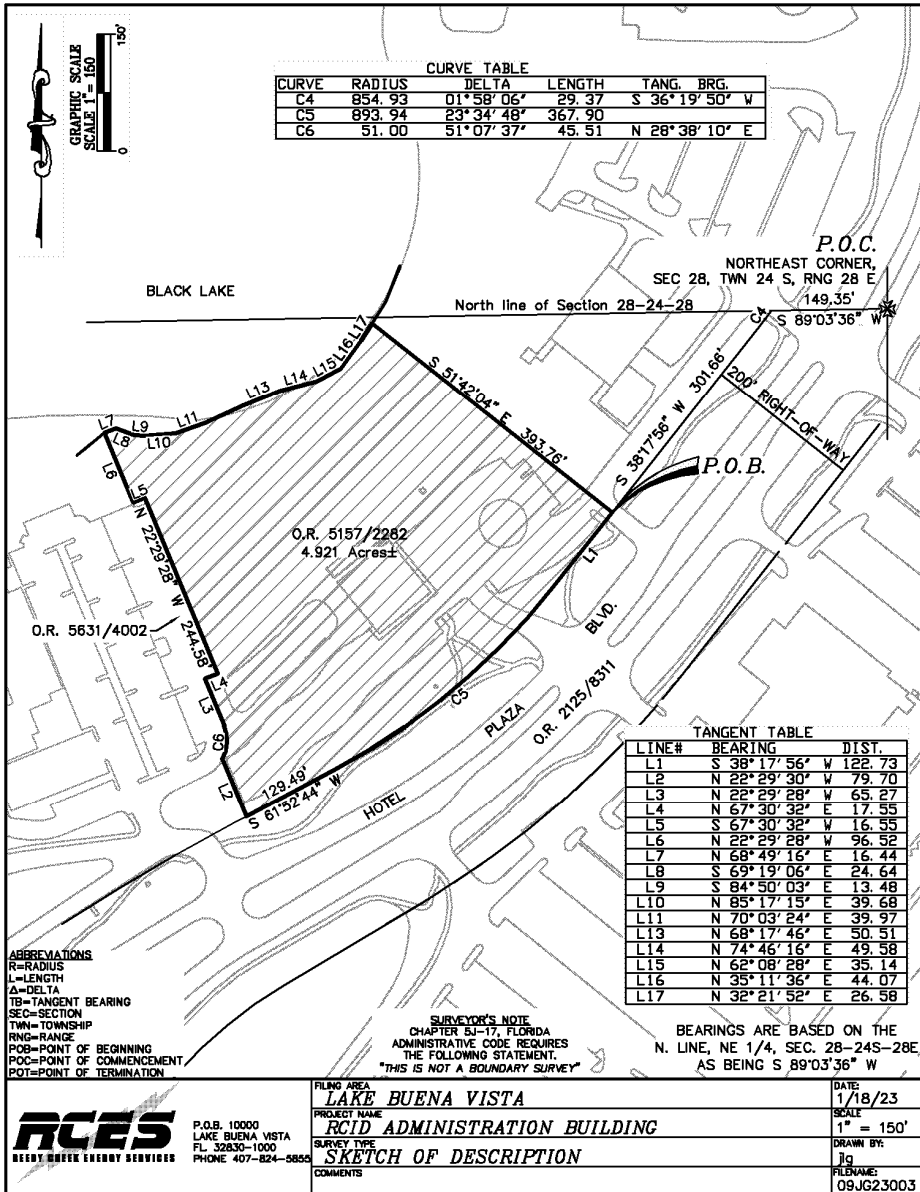 GRAPHIC SCALE
SCALE 1"= 150
0
150'
CURVE TABLE
CURVE RADIUS DELTA LENGTH TANG. BRG.
C4 854.93 01°58'06" 29.37 S 36°19'50" W
C5 893.94 23°34'48" 367.90
C6 51.00 51°07'37" 45.51 N 28°38'10" E
P.O.C.
NORTHEAST CORNER,
SEC 28, TWN 24 S, RNG 28 E
149.35'
S 89°03'36" W
C4
BLACK LAKE
North line of Section 28-24-28
S 38°17'56" W 301.66'
200' RIGHT-OF-WAY
S 51°42'04" E 393.76'
P.O.B.
L17
L16
L15
L14
L13
L11
L10
L9
L8
L7
L6
L5
N 22°29'28" W 244.58'
O.R. 5157/2282
4.921 Acres±
O.R. 5631/4002
L4
L3
C6
L2
129.49'
S 61°52'44" W
C5
L1
HOTEL
PLAZA
BLVD.
O.R. 2125/8311
TANGENT TABLE
LINE# BEARING DIST.
L1 S 38°17'56" W 122.73
L2 N 22°29'30" W 79.70
L3 N 22°29'28" W 65.27
L4 N 67°30'32" E 17.55
L5 S 67°30'32" W 16.55
L6 N 22°29'28" W 96.52
L7 N 68°49'16" E 16.44
L8 S 69°19'06" E 24.64
L9 S 84°50'03" E 13.48
L10 N 85°17'15" E 39.68
L11 N 70°03'24" E 39.97
L13 N 68°17'46" E 50.51
L14 N 74°46'16" E 49.58
L15 N 62°08'28" E 35.14
L16 N 35°11'36" E 44.07
L17 N 32°21'52" E 26.58
ABBREVIATIONS
R=RADIUS
L=LENGTH
Δ=DELTA
TB=TANGENT BEARING
SEC=SECTION
TWN=TOWNSHIP
RNG=RANGE
POB=POINT OF BEGINNING
POC=POINT OF COMMENCEMENT
POT=POINT OF TERMINATION
SURVEYOR'S NOTE
CHAPTER 5J-17, FLORIDA
ADMINISTRATIVE CODE REQUIRES
THE FOLLOWING STATEMENT.
"THIS IS NOT A BOUNDARY SURVEY"
BEARINGS ARE BASED ON THE
N. LINE, NE 1/4, SEC. 28-24S-28E,
AS BEING S 89°03'36" W
RCES
REEDY CREEK ENERGY SERVICES
P.O.B. 10000
LAKE BUENA VISTA
FL 32830-1000
PHONE 407-824-5855
FILING AREA
LAKE BUENA VISTA
PROJECT NAME
RCID ADMINISTRATION BUILDING
SURVEY TYPE
SKETCH OF DESCRIPTION
COMMENTS
DATE:
1/18/23
SCALE
1" = 150'
DRAWN BY:
jlg
FILENAME:
09JG23003